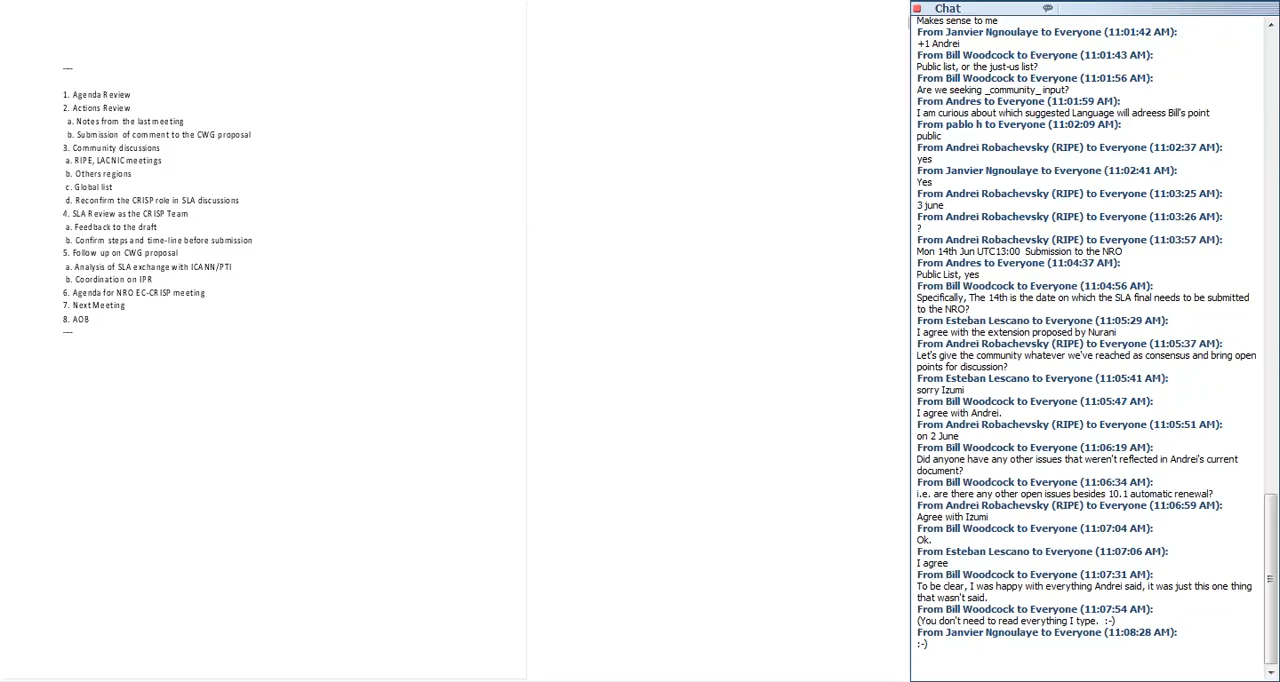 ---
1. Agenda Review
2. Actions Review
a. Notes from the last meeting
b. Submission of comment to the CWG proposal
3. Community discussions
a. RIPE, LACNIC meetings
b. Others regions
c. Global list
d. Reconfirm the CRISP role in SLA discussions
4. SLA Review as the CRISP Team
a. Feedback to the draft
b. Confirm steps and time-line before submission
5. Follow up on CWG proposal
a. Analysis of SLA exchange with ICANN/PTI
b. Coordination on IPR
6. Agenda for NRO EC-CRISP meeting
7. Next Meeting
8. AOB
---
Chat
Makes sense to me
From Janvier Ngnoulaye to Everyone (11:01:42 AM):
+1 Andrei
From Bill Woodcock to Everyone (11:01:43 AM):
Public list, or the just-us list?
From Bill Woodcock to Everyone (11:01:56 AM):
Are we seeking _community_ input?
From Andres to Everyone (11:01:59 AM):
I am curious about which suggested Language will adreess Bill's point
From pablo h to Everyone (11:02:09 AM):
public
From Andrei Robachevsky (RIPE) to Everyone (11:02:37 AM):
yes
From Janvier Ngnoulaye to Everyone (11:02:41 AM):
Yes
From Andrei Robachevsky (RIPE) to Everyone (11:03:25 AM):
3 june
From Andrei Robachevsky (RIPE) to Everyone (11:03:26 AM):
?
From Andrei Robachevsky (RIPE) to Everyone (11:03:57 AM):
Mon 14th Jun UTC13:00 Submission to the NRO
From Andres to Everyone (11:04:37 AM):
Public List, yes
From Bill Woodcock to Everyone (11:04:56 AM):
Specifically, The 14th is the date on which the SLA final needs to be submitted
to the NRO?
From Esteban Lescano to Everyone (11:05:29 AM):
I agree with the extension proposed by Nurani
From Andrei Robachevsky (RIPE) to Everyone (11:05:37 AM):
Let's give the community whatever we've reached as consensus and bring open
points for discussion?
From Esteban Lescano to Everyone (11:05:41 AM):
sorry Izumi
From Bill Woodcock to Everyone (11:05:47 AM):
I agree with Andrei.
From Andrei Robachevsky (RIPE) to Everyone (11:05:51 AM):
on 2 June
From Bill Woodcock to Everyone (11:06:19 AM):
Did anyone have any other issues that weren't reflected in Andrei's current
document?
From Bill Woodcock to Everyone (11:06:34 AM):
i.e. are there any other open issues besides 10.1 automatic renewal?
From Andrei Robachevsky (RIPE) to Everyone (11:06:59 AM):
Agree with Izumi
From Bill Woodcock to Everyone (11:07:04 AM):
Ok.
From Esteban Lescano to Everyone (11:07:06 AM):
I agree
From Bill Woodcock to Everyone (11:07:31 AM):
To be clear, I was happy with everything Andrei said, it was just this one thing
that wasn't said.
From Bill Woodcock to Everyone (11:07:54 AM):
(You don't need to read everything I type. :-)
From Janvier Ngnoulaye to Everyone (11:08:28 AM):
:-)